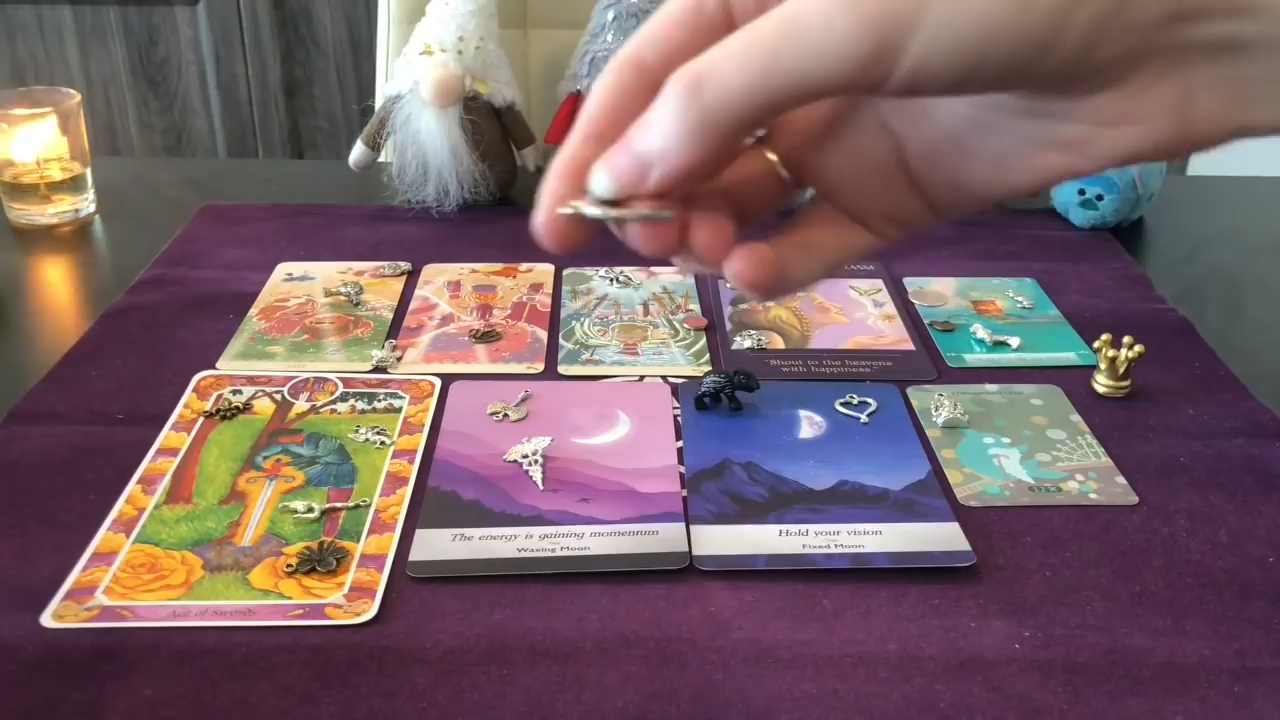 "Shout to the heavens
with happiness."
Ace of Swords
The energy is gaining momentum
Waxing Moon
Hold your vision
Fixed Moon